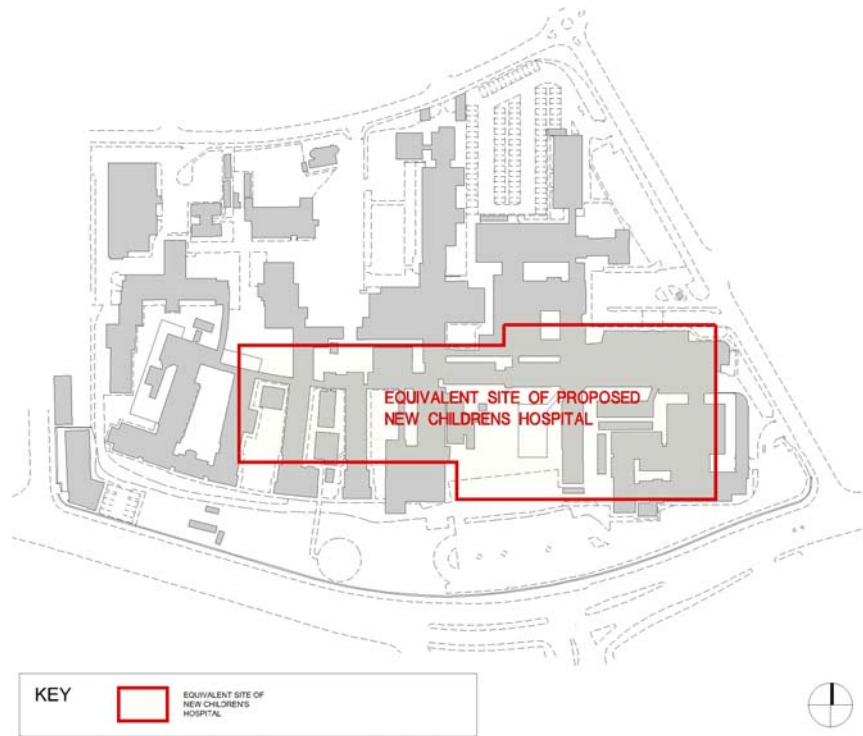 EQUIVALENT SITE OF PROPOSED
NEW CHILDRENS HOSPITAL
KEY
EQUIVALENT SITE OF
NEW CHILDREN'S
HOSPITAL